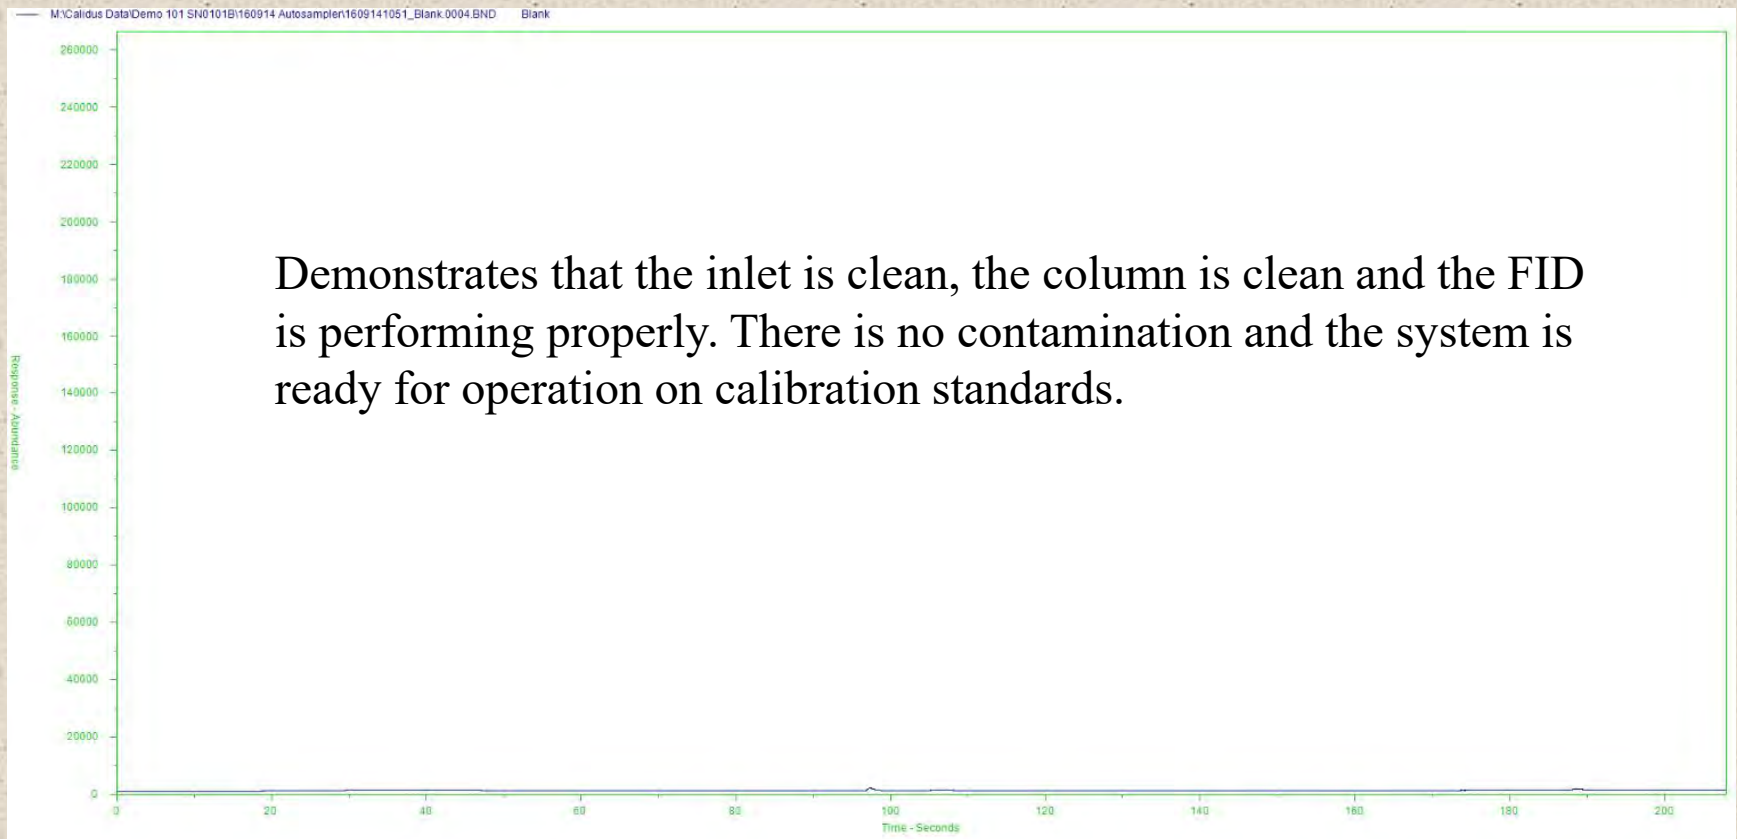 M:\Calidus Data\Demo 101 SN0101B\160914 Autosampler\1609141051_Blank.0004.BND Blank
260000
240000
220000
200000
180000
160000
140000
120000
100000
80000
60000
40000
20000
0
Response - Abundance
Demonstrates that the inlet is clean, the column is clean and the FID
is performing properly. There is no contamination and the system is
ready for operation on calibration standards.
0 20 40 60 80 100 120 140 160 180 200
Time - Seconds